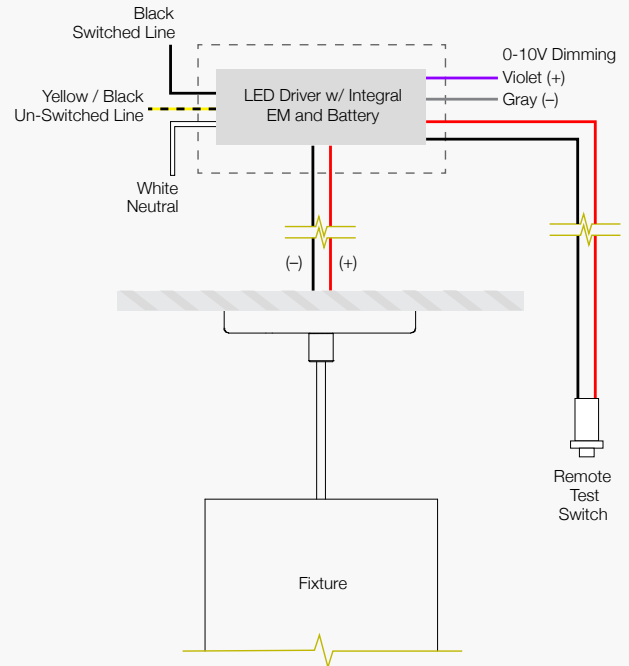 Black
Switched Line
Yellow / Black
Un-Switched Line
White
Neutral
LED Driver w/ Integral
EM and Battery
0-10V Dimming
Violet (+)
Gray (–)
(–)
(+)
Remote
Test
Switch
Fixture